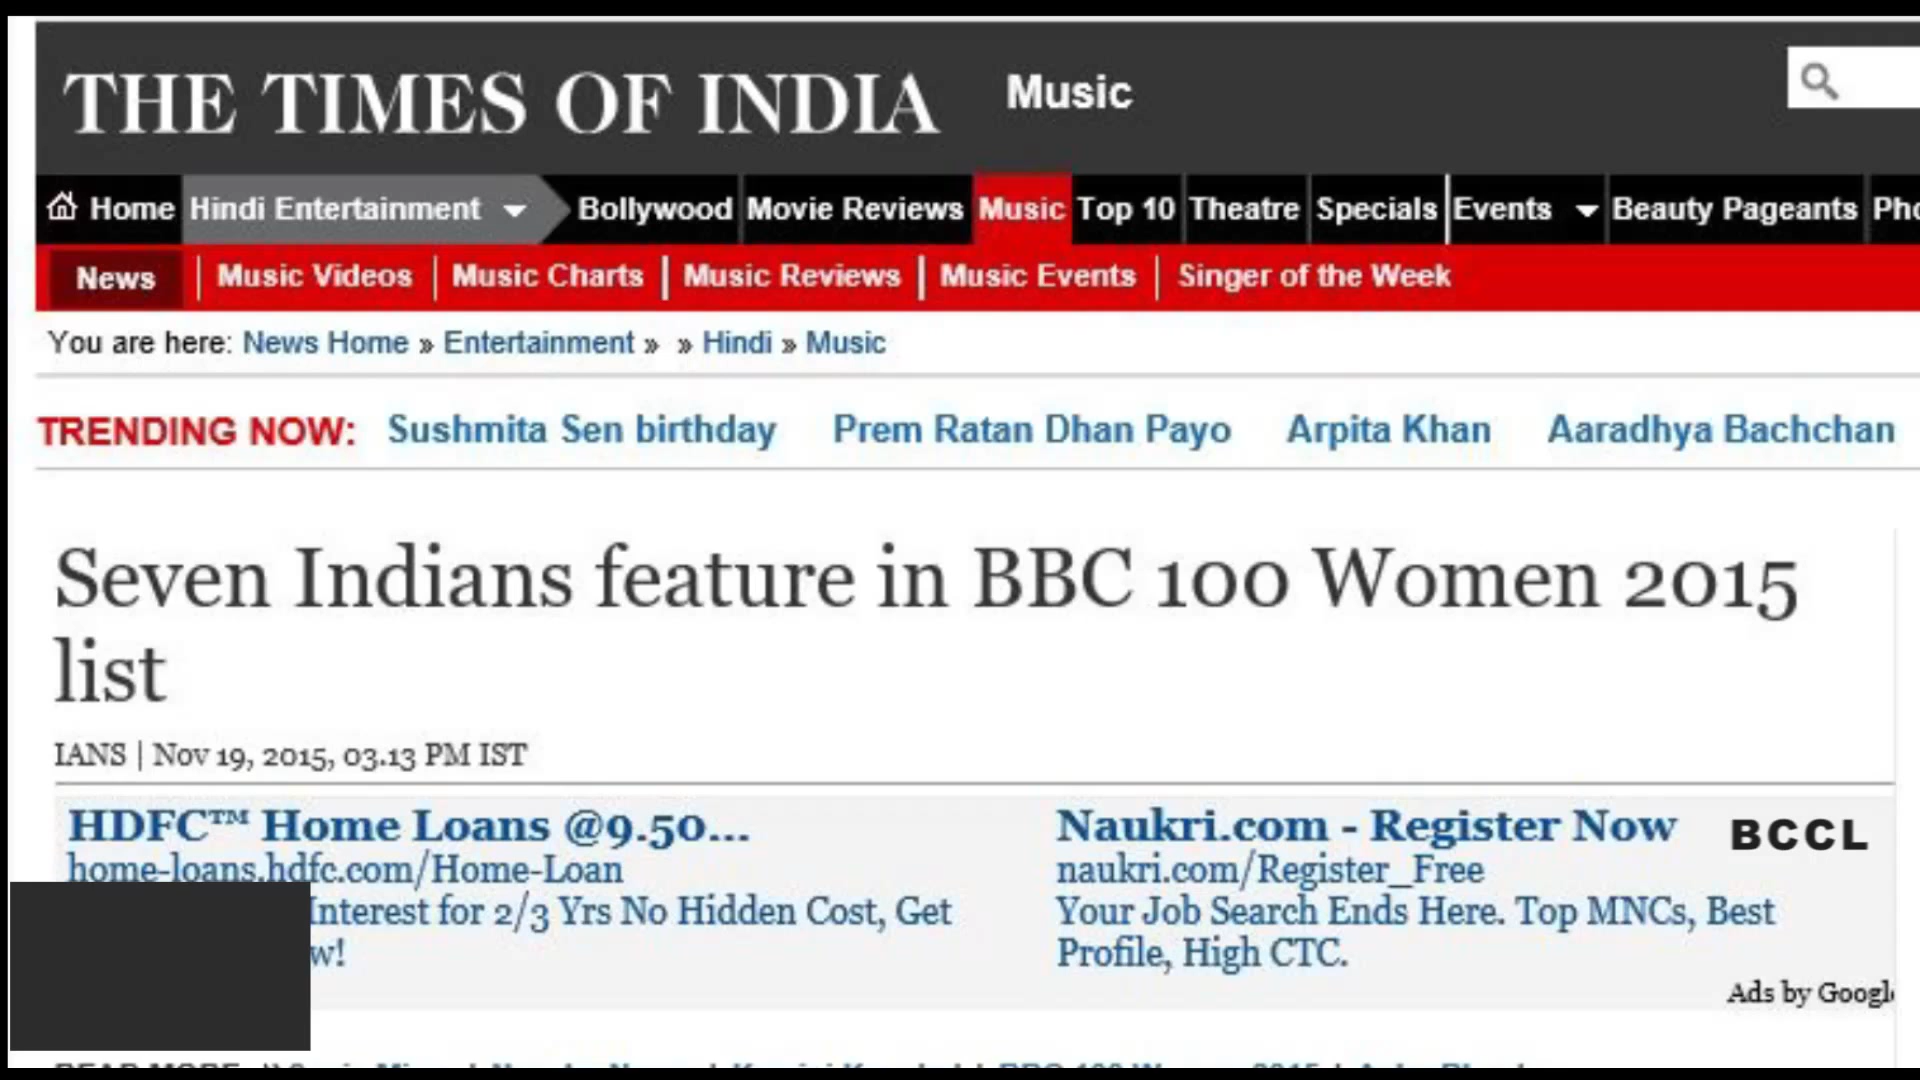 THE TIMES OF INDIA Music
Home Hindi Entertainment Bollywood Movie Reviews Music Top 10 Theatre Specials Events Beauty Pageants
News | Music Videos | Music Charts | Music Reviews | Music Events | Singer of the Week
You are here: News Home » Entertainment » » Hindi » Music
TRENDING NOW: Sushmita Sen birthday Prem Ratan Dhan Payo Arpita Khan Aaradhya Bachchan
Seven Indians feature in BBC 100 Women 2015
list
IANS | Nov 19, 2015, 03.13 PM IST
HDFC™ Home Loans @9.50...
home-loans.hdfc.com/Home-Loan
Interest for 2/3 Yrs No Hidden Cost, Get
w!
Naukri.com - Register Now
naukri.com/Register_Free
Your Job Search Ends Here. Top MNCs, Best
Profile, High CTC.
BCCL
Ads by Googl